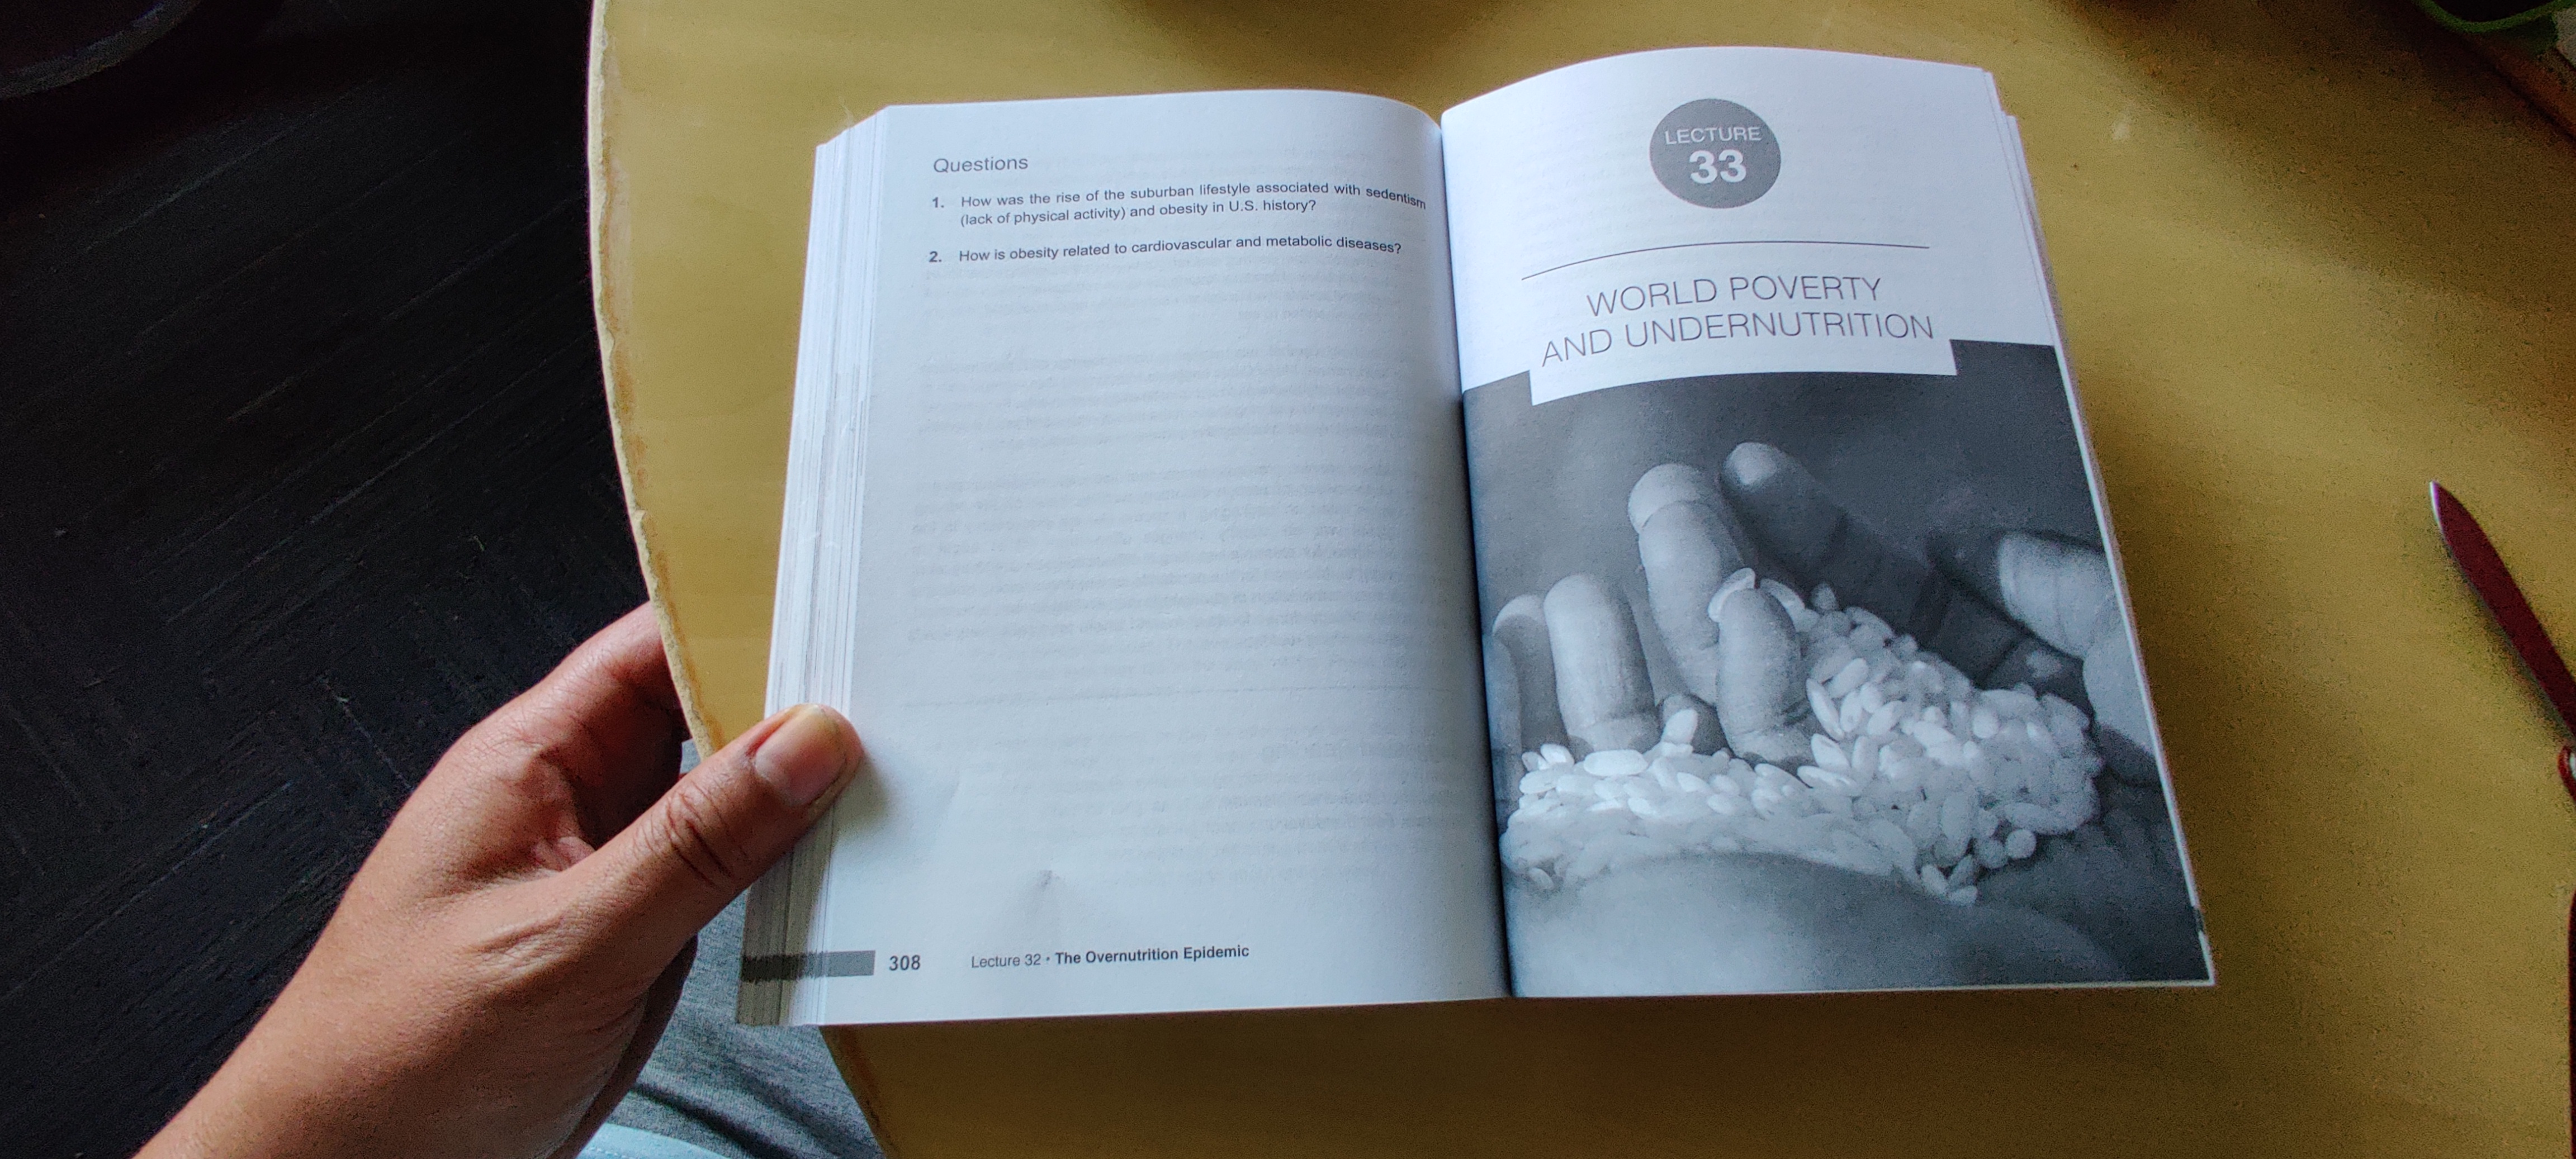 Questions
1. How was the rise of the suburban lifestyle associated with sedentism
(lack of physical activity) and obesity in U.S. history?
2. How is obesity related to cardiovascular and metabolic diseases?
308 Lecture 32 • The Overnutrition Epidemic
LECTURE
33
WORLD POVERTY
AND UNDERNUTRITION